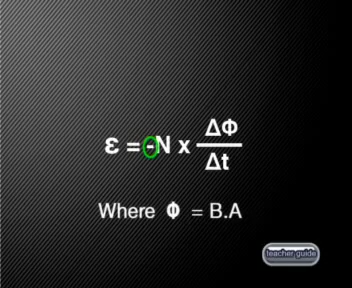 ε = -N x ΔΦ
Δt
Where Φ = B.A
teacher guide